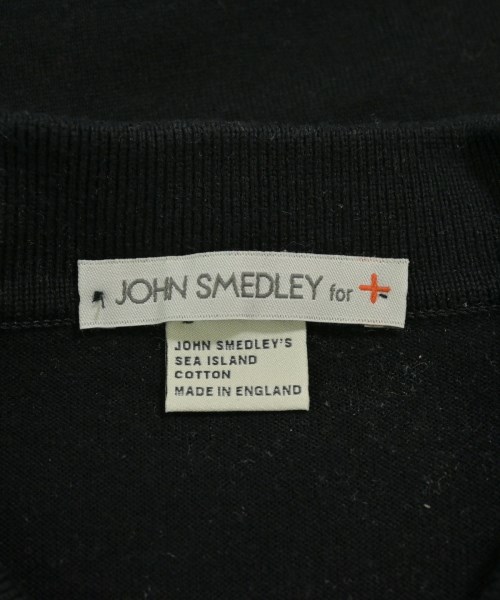 JOHN SMEDLEY for +
JOHN SMEDLEY'S
SEA ISLAND
COTTON
MADE IN ENGLAND